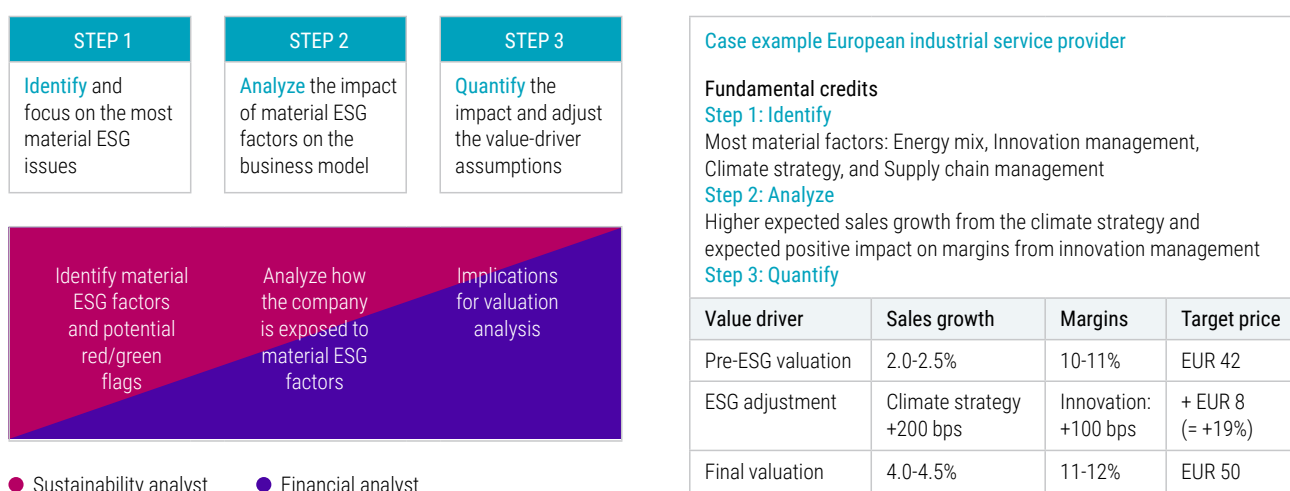 STEP 1
Identify and
focus on the most
material ESG
issues
STEP 2
Analyze the impact
of material ESG
factors on the
business model
STEP 3
Quantify the
impact and adjust
the value-driver
assumptions
Identify material
ESG factors
and potential
red/green
flags
Analyze how
the company
is exposed to
material ESG
factors
Implications
for valuation
analysis
Sustainability analyst
Financial analyst
Case example European industrial service provider
Fundamental credits
Step 1: Identify
Most material factors: Energy mix, Innovation management,
Climate strategy, and Supply chain management
Step 2: Analyze
Higher expected sales growth from the climate strategy and
expected positive impact on margins from innovation management
Step 3: Quantify
Value driver Sales growth Margins Target price
Pre-ESG valuation 2.0-2.5% 10-11% EUR 42
ESG adjustment Climate strategy Innovation: + EUR 8
+200 bps +100 bps (= +19%)
Final valuation 4.0-4.5% 11-12% EUR 50